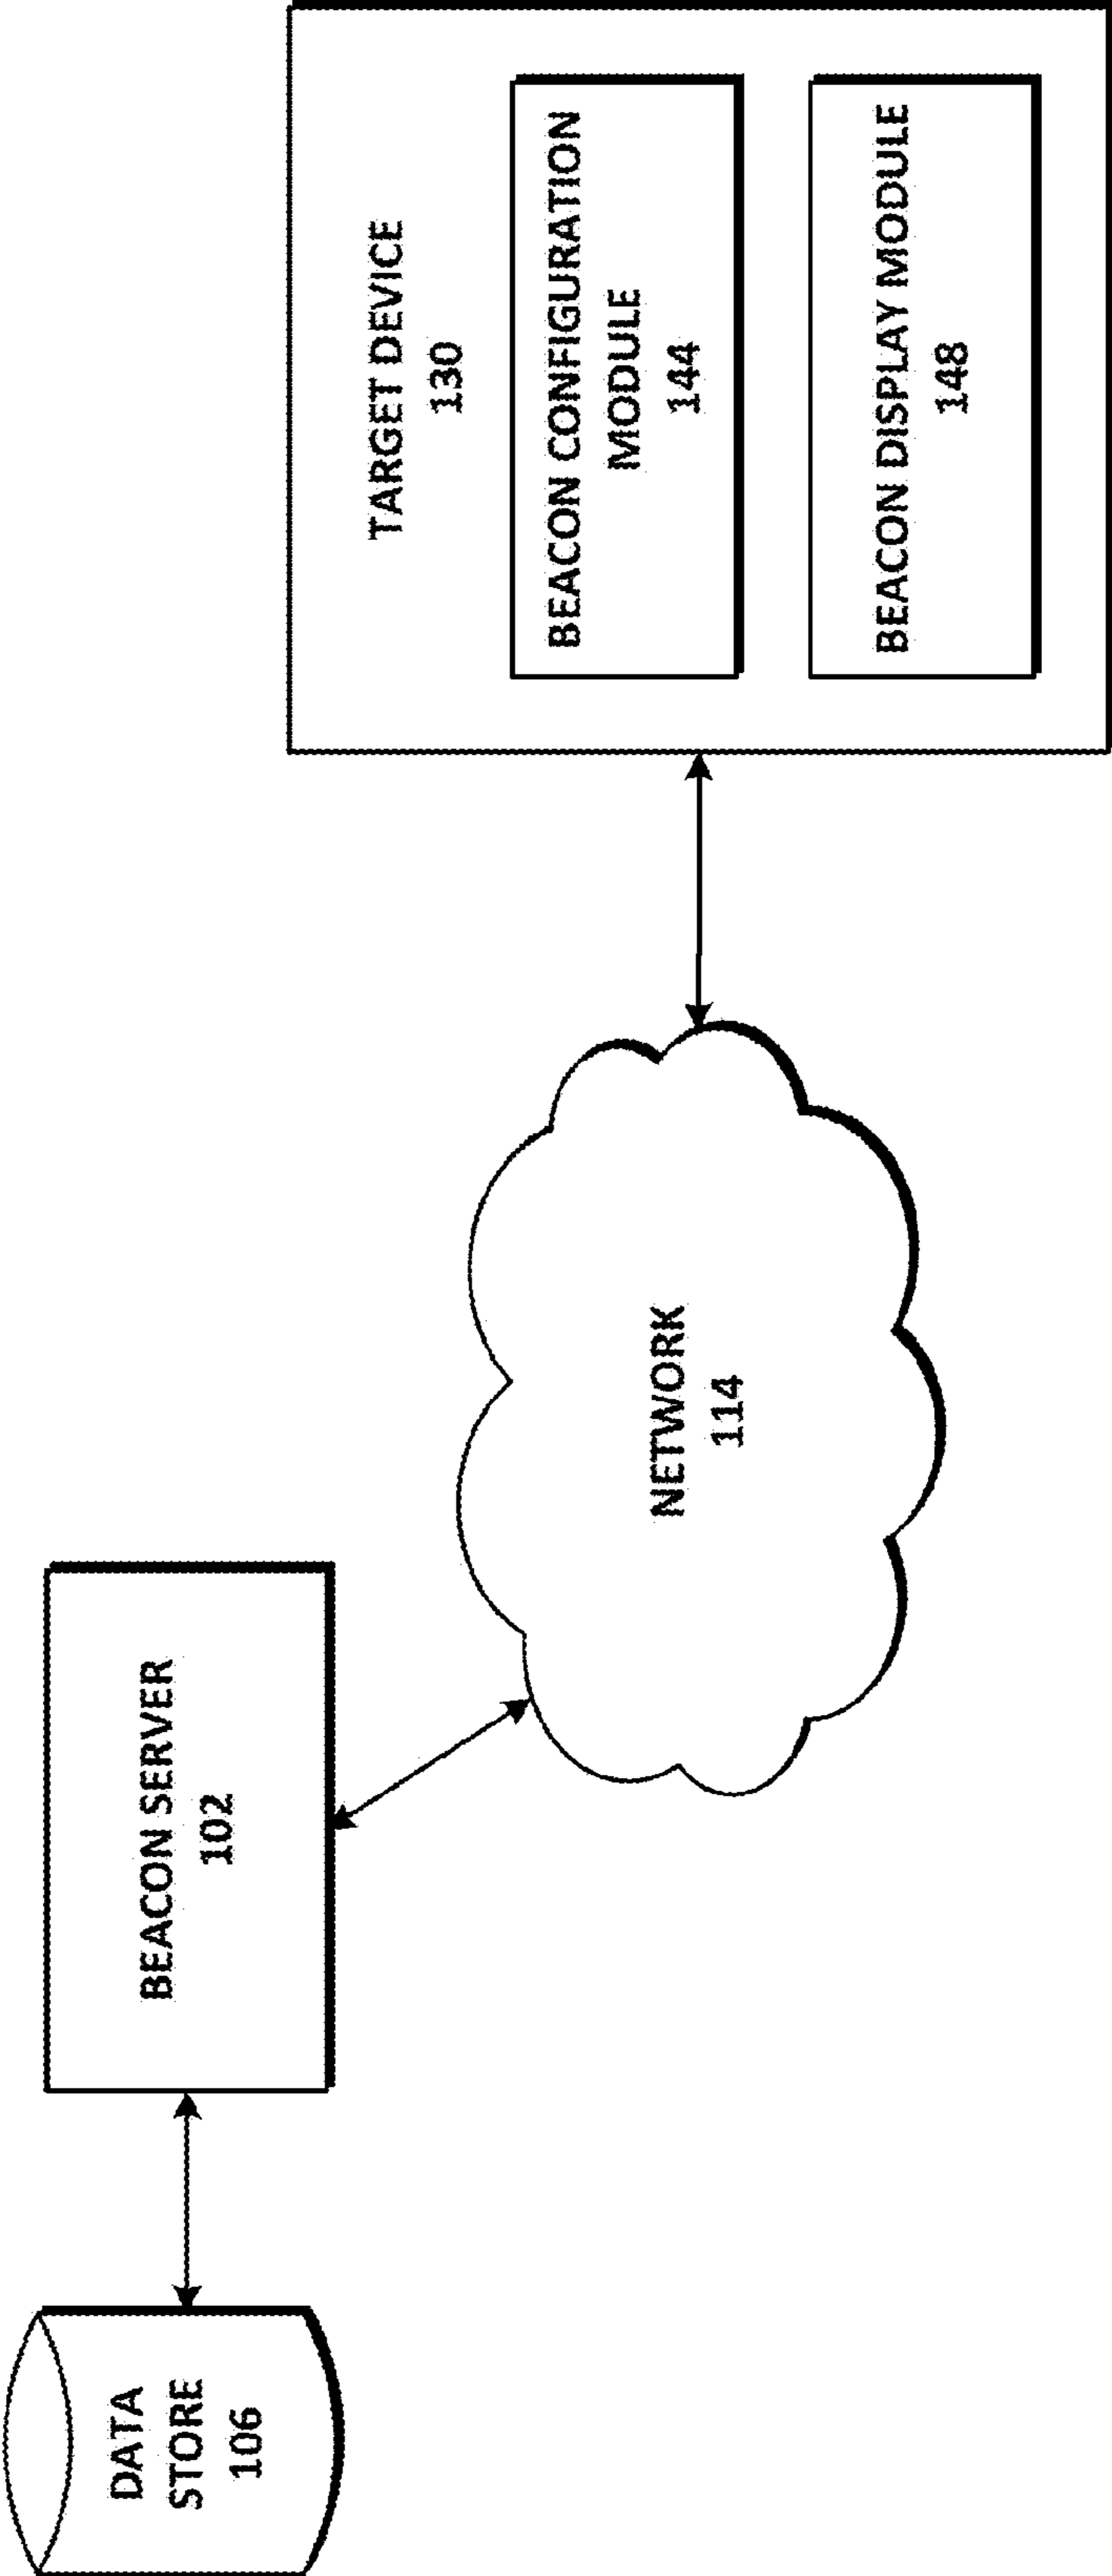 DATA
STORE
106
BEACON SERVER
102
NETWORK
114
TARGET DEVICE
130
BEACON CONFIGURATION
MODULE
144
BEACON DISPLAY MODULE
148